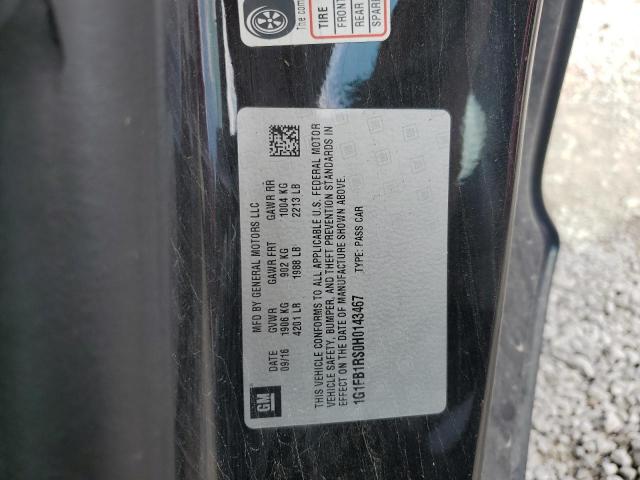 The com
TIRE
FRONT
REAR
SPARE
GM
MFD BY GENERAL MOTORS LLC
DATE GVWR GAWR FRT GAWR RR
09/16 1906 KG 902 KG 1004 KG
4201 LB 1988 LB 2213 LB
THIS VEHICLE CONFORMS TO ALL APPLICABLE U.S. FEDERAL MOTOR
VEHICLE SAFETY, BUMPER, AND THEFT PREVENTION STANDARDS IN
EFFECT ON THE DATE OF MANUFACTURE SHOWN ABOVE.
1G1FB1RS0H0143467 TYPE: PASS CAR